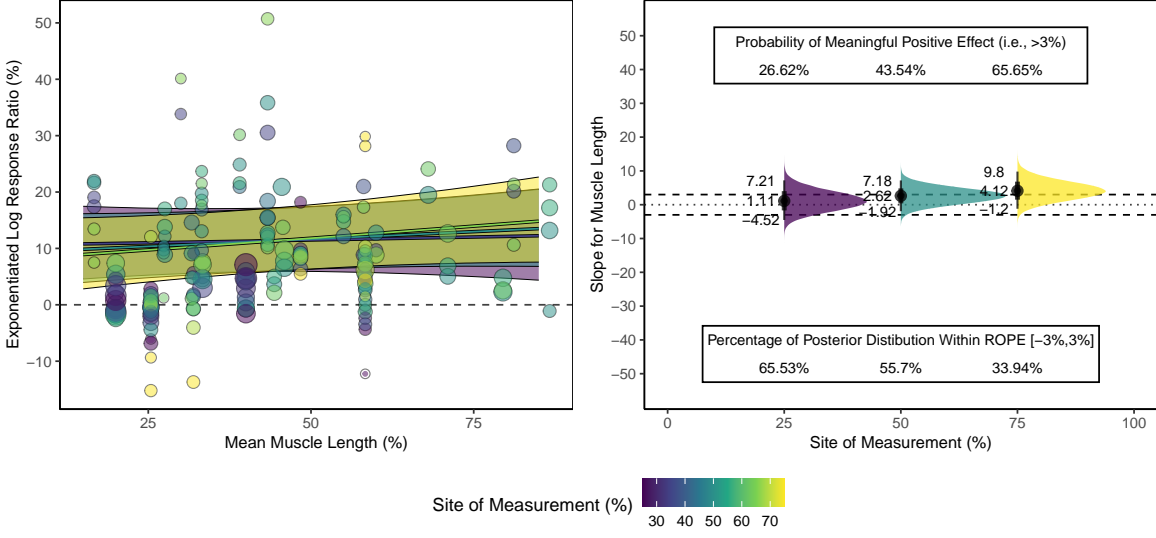 50
40
30
20
10
0
−10
Exponentiated Log Response Ratio (%)
25 50 75
Mean Muscle Length (%)
50
40
30
20
10
0
−10
−20
−30
−40
−50
Slope for Muscle Length
Probability of Meaningful Positive Effect (i.e., >3%)
26.62% 43.54% 65.65%
7.21 7.18 9.8
1.11 2.62 4.12
−4.52 −1.92 −1.2
Percentage of Posterior Distibution Within ROPE [−3%,3%]
65.53% 55.7% 33.94%
0 25 50 75 100
Site of Measurement (%)
Site of Measurement (%)
30 40 50 60 70